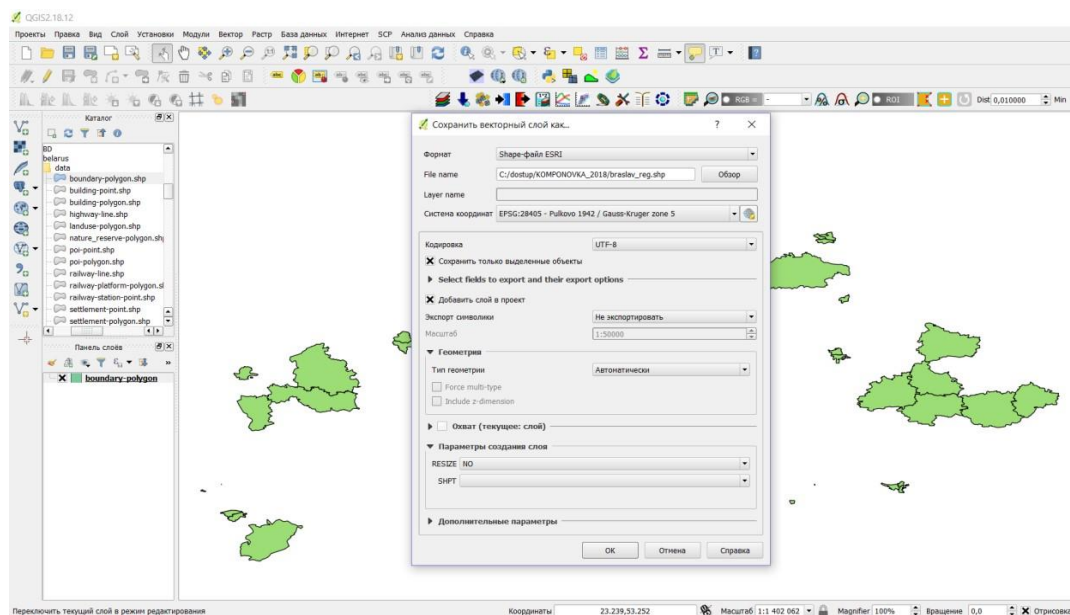 QGIS2.18.12
Проекты Правка Вид Слой Установки Модули Вектор Растр База данных Интернет SCP Анализ данных Справка
RGB =
ROI
Dist 0,010000
Min
Каталог
BD
belarus
data
boundary-polygon.shp
building-point.shp
building-polygon.shp
highway-line.shp
landuse-polygon.shp
nature_reserve-polygon.sh
poi-point.shp
poi-polygon.shp
railway-line.shp
railway-platform-polygon.s
railway-station-point.shp
settlement-point.shp
settlement-polygon.shp
Панель слоёв
boundary-polygon
Сохранить векторный слой как...
Формат Shape-файл ESRI
File name C:/dostup/KOMPONOVKA_2018/braslav_reg.shp Обзор
Layer name
Система координат EPSG:28405 - Pulkovo 1942 / Gauss-Kruger zone 5
Кодировка UTF-8
Сохранить только выделенные объекты
Select fields to export and their export options
Добавить слой в проект
Экспорт символики Не экспортировать
Масштаб 1:50000
Геометрия
Тип геометрии Автоматически
Force multi-type
Include z-dimension
Охват (текущее: слой)
Параметры создания слоя
RESIZE NO
SHPT
Дополнительные параметры
OK Отмена Справка
Переключить текущий слой в режим редактирования Координаты 23.239,53.252 Масштаб 1:1 402 062 Magnifier 100% Вращение 0,0 Отрисовка